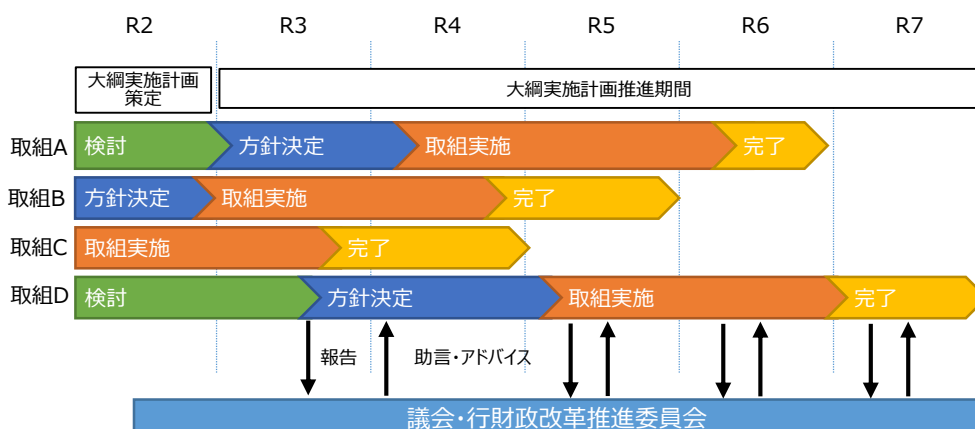 R2 R3 R4 R5 R6 R7
大綱実施計画
策定
大綱実施計画推進期間
取組A 検討 方針決定 取組実施 完了
取組B 方針決定 取組実施 完了
取組C 取組実施 完了
取組D 検討 方針決定 取組実施 完了
報告 助言・アドバイス
議会・行財政改革推進委員会